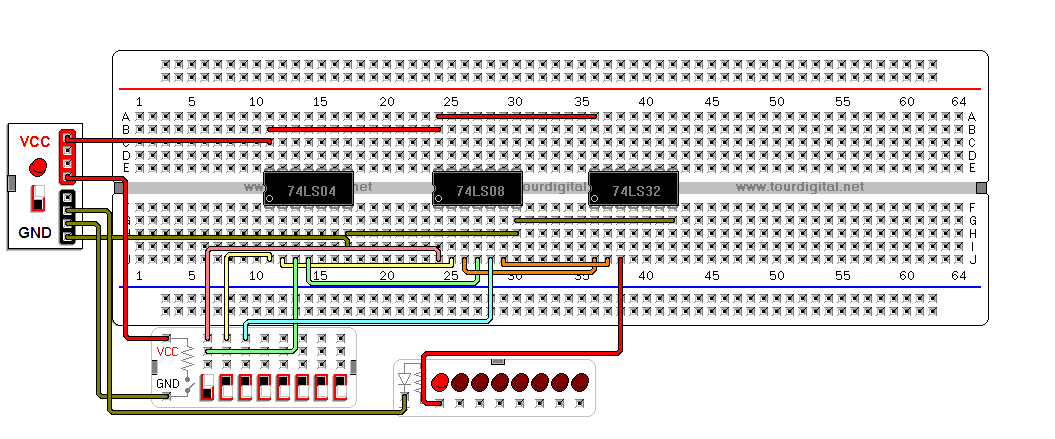 1 5 10 15 20 25 30 35 40 45 50 55 60 64
A A
B B
VCC C C
D D
E E
www. net tourdigital www.tourdigital.net
74LS04 74LS08 74LS32
F F
G
GND H H
I I
J
1 5 10 15 20 25 30 35 40 45 50 55 60 64
VCC
GND